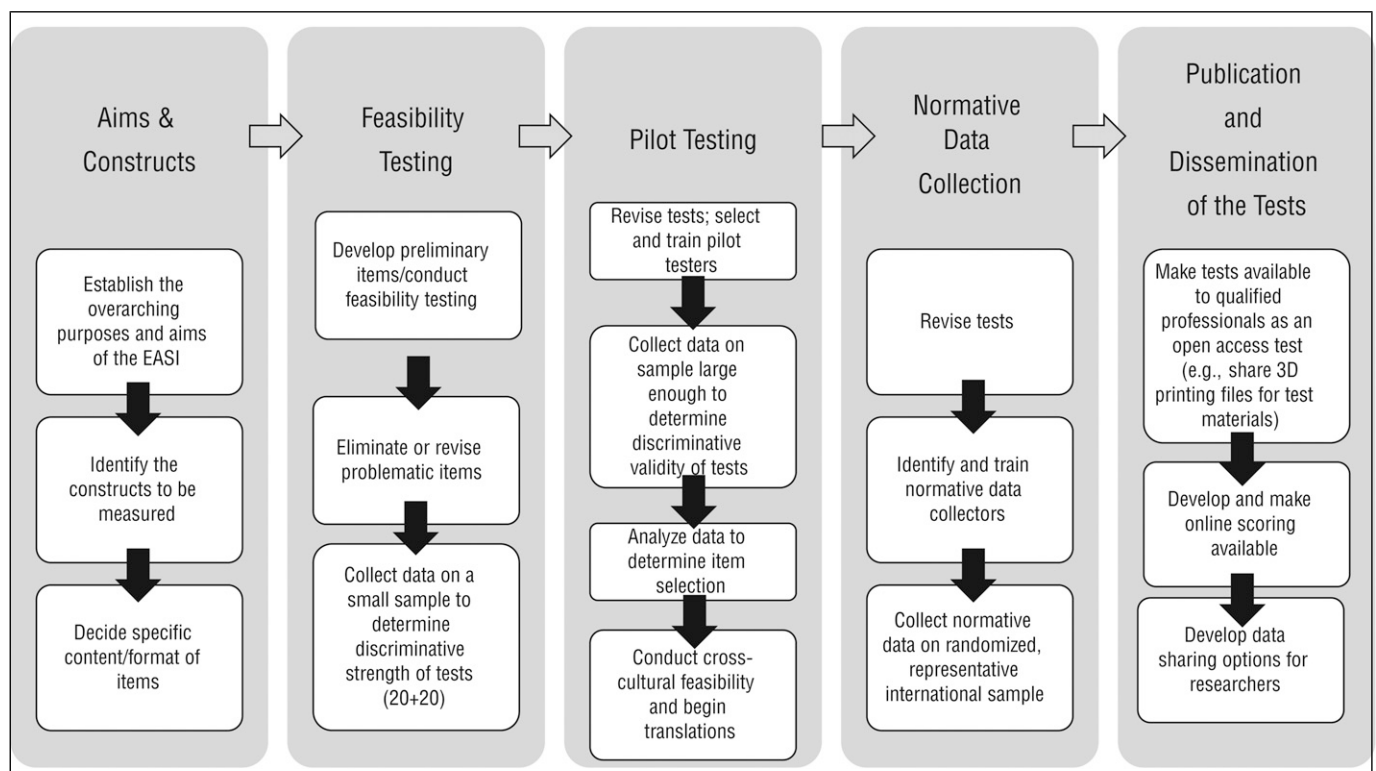 Aims &
Constructs
Establish the
overarching
purposes and aims
of the EASI
Identify the
constructs to be
measured
Decide specific
content/format of
items
Feasibility
Testing
Develop preliminary
items/conduct
feasibility testing
Eliminate or revise
problematic items
Collect data on a
small sample to
determine
discriminative
strength of tests
(20+20)
Pilot Testing
Revise tests; select
and train pilot
testers
Collect data on
sample large
enough to
determine
discriminative
validity of tests
Analyze data to
determine item
selection
Conduct cross-
cultural feasibility
and begin
translations
Normative
Data
Collection
Revise tests
Identify and train
normative data
collectors
Collect normative
data on randomized,
representative
international sample
Publication
and
Dissemination
of the Tests
Make tests available
to qualified
professionals as an
open access test
(e.g., share 3D
printing files for test
materials)
Develop and make
online scoring
available
Develop data
sharing options for
researchers